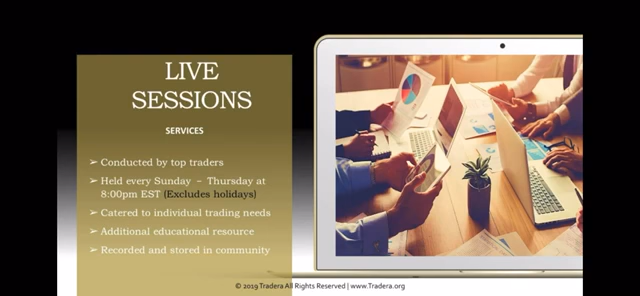 LIVE
SESSIONS
SERVICES
➢ Conducted by top traders
➢ Held every Sunday – Thursday at
8:00pm EST (Excludes holidays)
➢ Catered to individual trading needs
➢ Additional educational resource
➢ Recorded and stored in community
© 2019 Tradera All Rights Reserved | www.Tradera.org